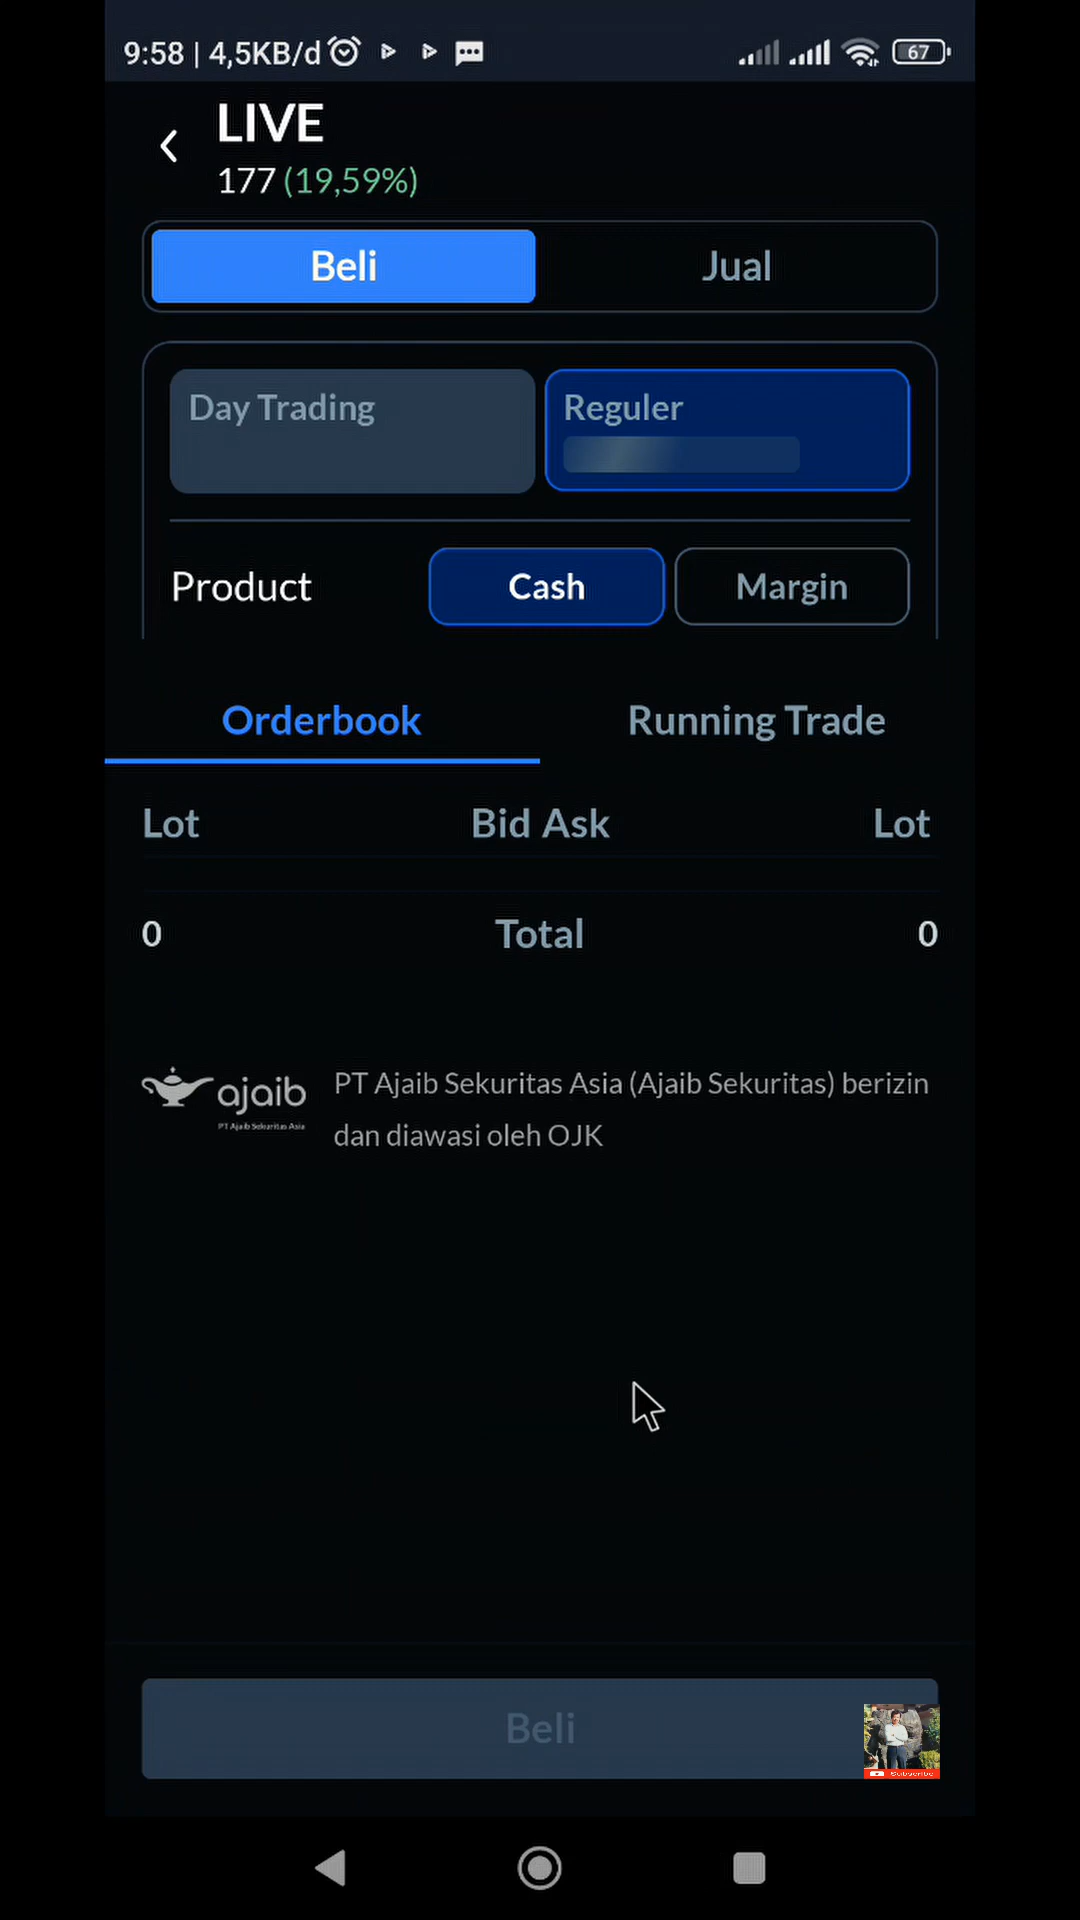 9:58 | 4,5KB/d
67
LIVE
177 (19,59%)
Beli
Jual
Day Trading
Reguler
Product
Cash
Margin
Orderbook
Running Trade
Lot
Bid Ask
Lot
0
Total
0
ajaib
PT Ajaib Sekuritas Asia
PT Ajaib Sekuritas Asia (Ajaib Sekuritas) berizin
dan diawasi oleh OJK
Beli
Subscribe